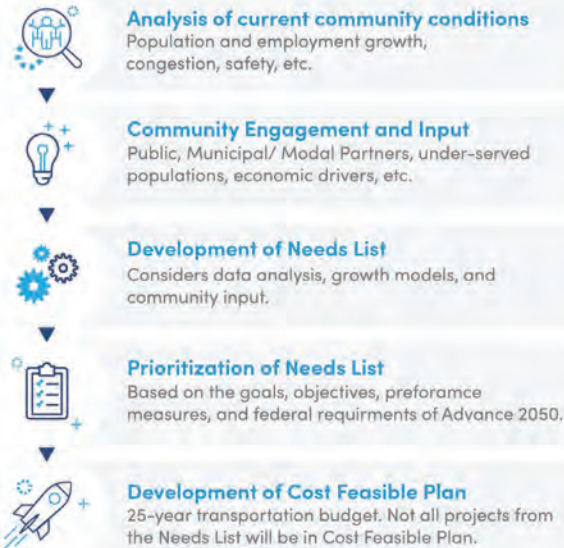 Analysis of current community conditions
Population and employment growth,
congestion, safety, etc.
Community Engagement and Input
Public, Municipal/ Modal Partners, under-served
populations, economic drivers, etc.
Development of Needs List
Considers data analysis, growth models, and
community input.
Prioritization of Needs List
Based on the goals, objectives, preforamce
measures, and federal requirments of Advance 2050.
Development of Cost Feasible Plan
25-year transportation budget. Not all projects from
the Needs List will be in Cost Feasible Plan.